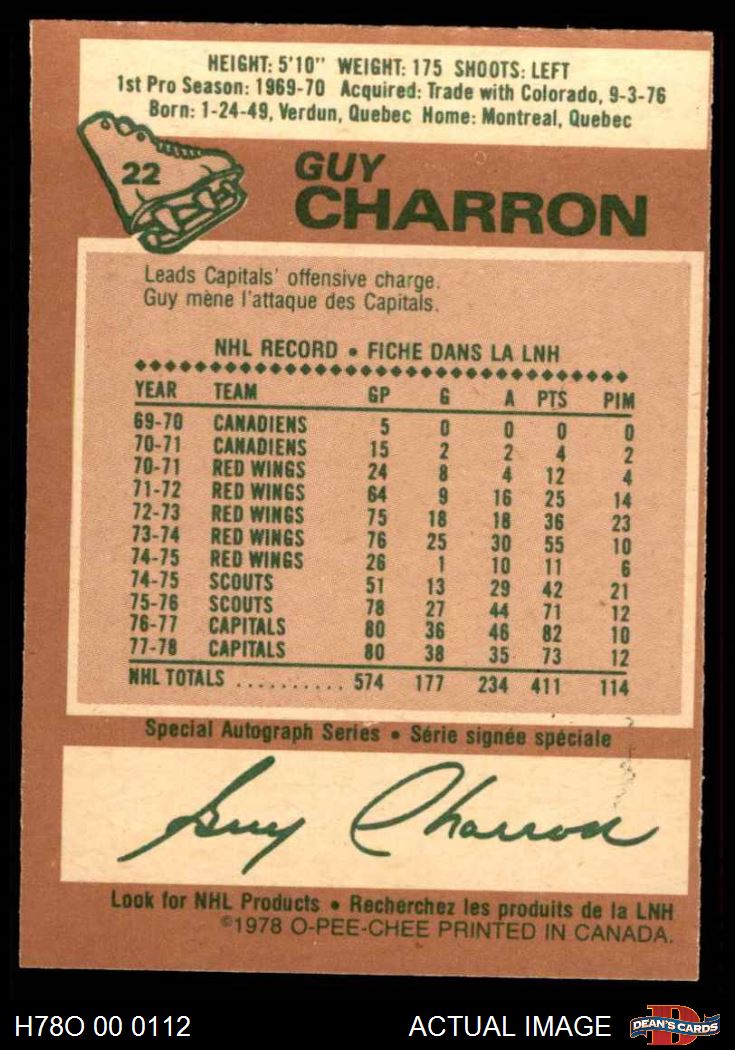 HEIGHT: 5'10" WEIGHT: 175 SHOOTS: LEFT
1st Pro Season: 1969-70 Acquired: Trade with Colorado, 9-3-76
Born: 1-24-49, Verdun, Quebec Home: Montreal, Quebec
22
GUY
CHARRON
Leads Capitals' offensive charge.
Guy mène l'attaque des Capitals.
NHL RECORD • FICHE DANS LA LNH
YEAR TEAM GP G A PTS PIM
69-70 CANADIENS 5 0 0 0 0
70-71 CANADIENS 15 2 2 4 2
70-71 RED WINGS 24 8 4 12 4
71-72 RED WINGS 64 9 16 25 14
72-73 RED WINGS 75 18 18 36 23
73-74 RED WINGS 76 25 30 55 10
74-75 RED WINGS 26 1 10 11 6
74-75 SCOUTS 51 13 29 42 21
75-76 SCOUTS 78 27 44 71 12
76-77 CAPITALS 80 36 46 82 10
77-78 CAPITALS 80 38 35 73 12
NHL TOTALS .......... 574 177 234 411 114
Special Autograph Series • Série signée spéciale
Guy Charron
Look for NHL Products • Recherchez les produits de la LNH
©1978 O-PEE-CHEE PRINTED IN CANADA.
H78O 00 0112 ACTUAL IMAGE DEAN'S CARDS